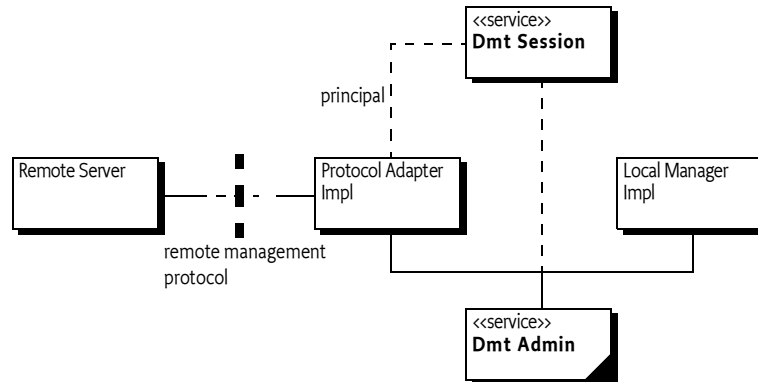 <<service>>
Dmt Session
principal
Remote Server
Protocol Adapter
Impl
Local Manager
Impl
remote management
protocol
<<service>>
Dmt Admin